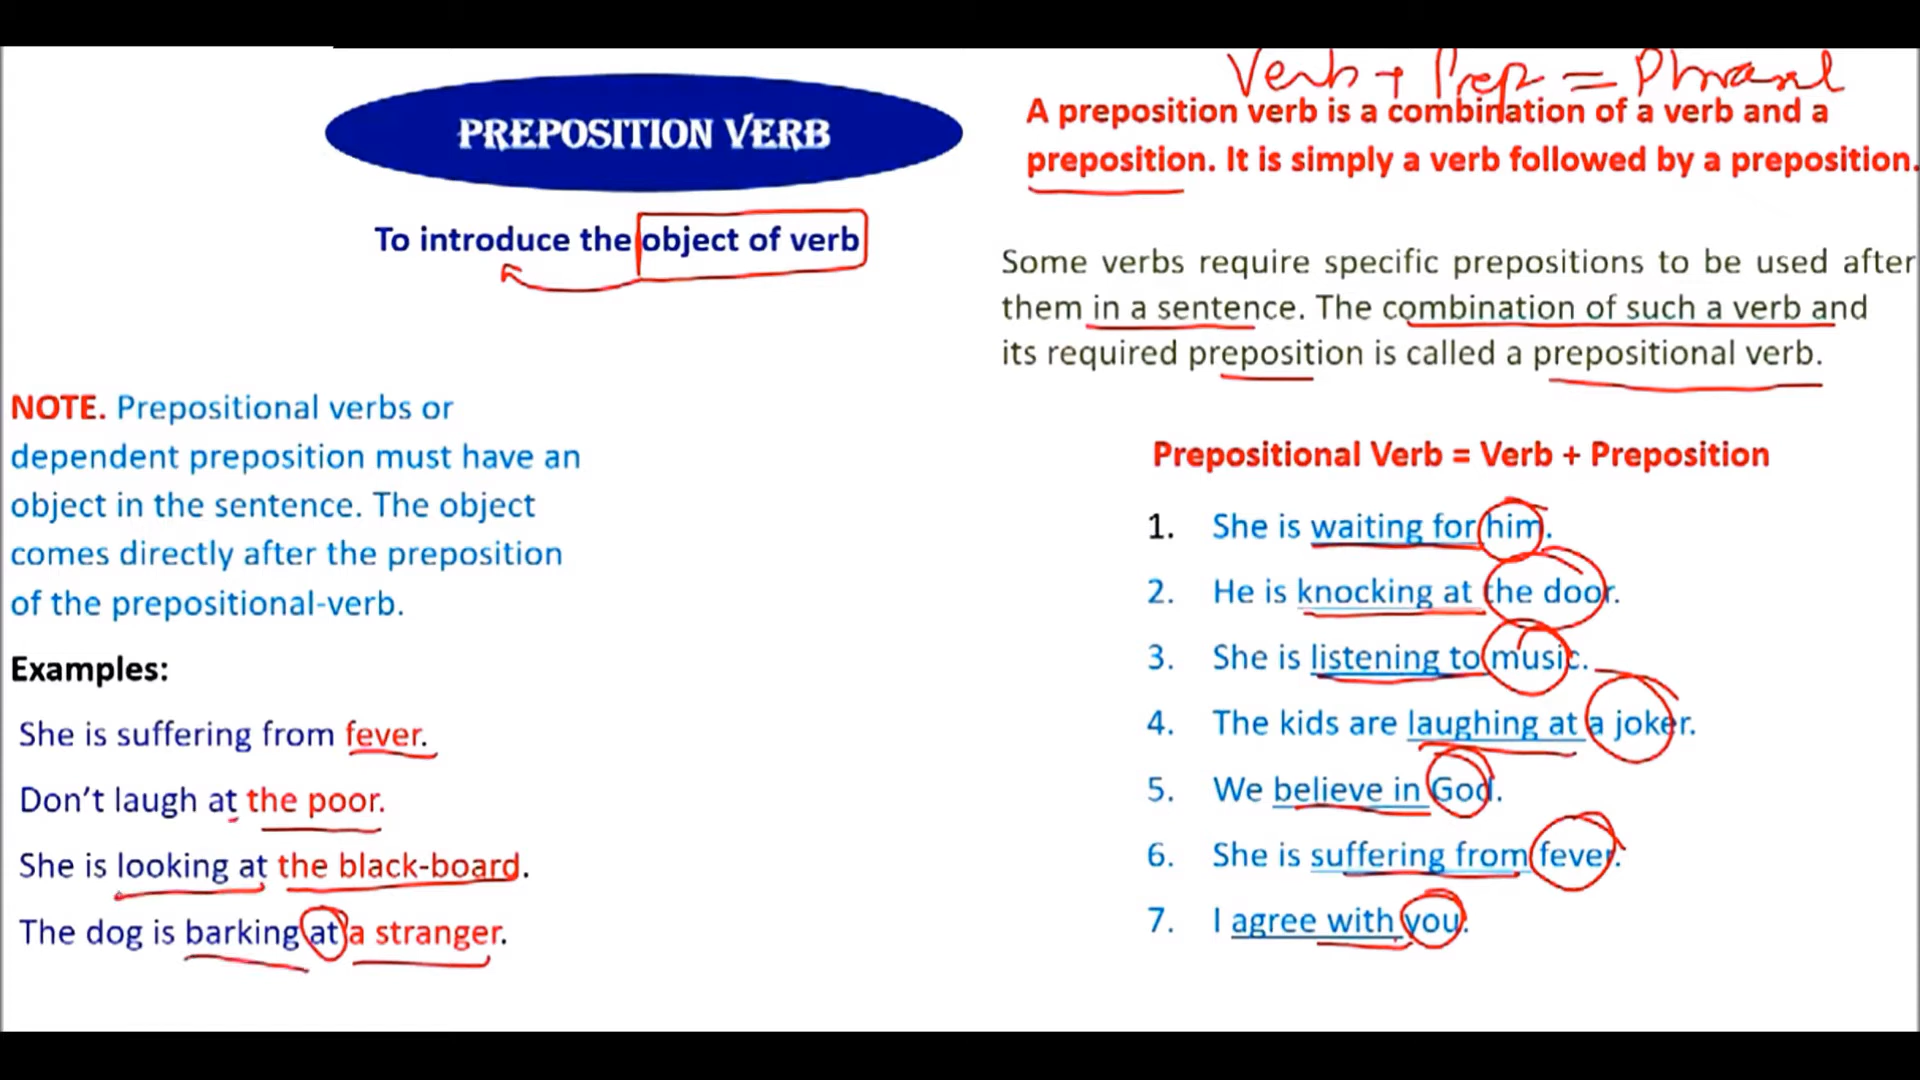 PREPOSITION VERB
To introduce the object of verb
NOTE. Prepositional verbs or
dependent preposition must have an
object in the sentence. The object
comes directly after the preposition
of the prepositional-verb.
Examples:
She is suffering from fever.
Don't laugh at the poor.
She is looking at the black-board.
The dog is barking at a stranger.
Verb + Prep = Phrasal
A preposition verb is a combination of a verb and a
preposition. It is simply a verb followed by a preposition.
Some verbs require specific prepositions to be used after
them in a sentence. The combination of such a verb and
its required preposition is called a prepositional verb.
Prepositional Verb = Verb + Preposition
1. She is waiting for him.
2. He is knocking at the door.
3. She is listening to music.
4. The kids are laughing at a joker.
5. We believe in God.
6. She is suffering from fever.
7. I agree with you.